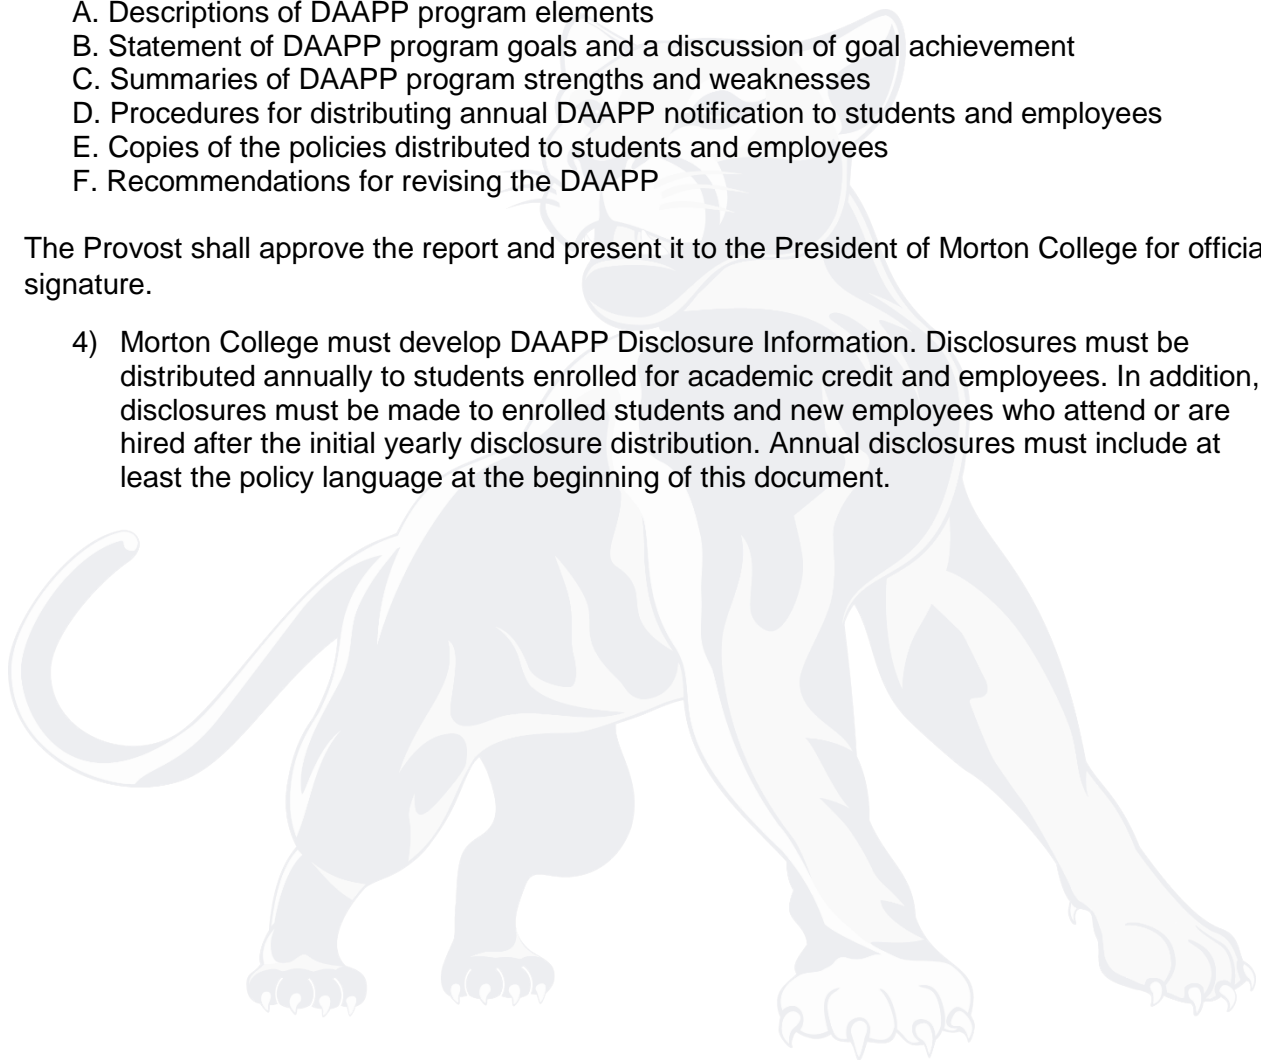 A. Descriptions of DAAPP program elements
B. Statement of DAAPP program goals and a discussion of goal achievement
C. Summaries of DAAPP program strengths and weaknesses
D. Procedures for distributing annual DAAPP notification to students and employees
E. Copies of the policies distributed to students and employees
F. Recommendations for revising the DAAPP
The Provost shall approve the report and present it to the President of Morton College for officia
signature.
4) Morton College must develop DAAPP Disclosure Information. Disclosures must be
distributed annually to students enrolled for academic credit and employees. In addition,
disclosures must be made to enrolled students and new employees who attend or are
hired after the initial yearly disclosure distribution. Annual disclosures must include at
least the policy language at the beginning of this document.